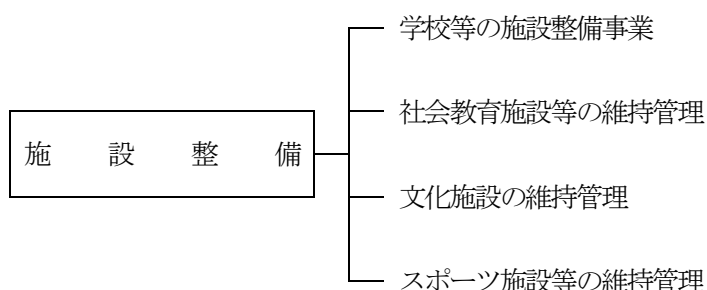 学校等の施設整備事業
社会教育施設等の維持管理
施設整備
文化施設の維持管理
スポーツ施設等の維持管理